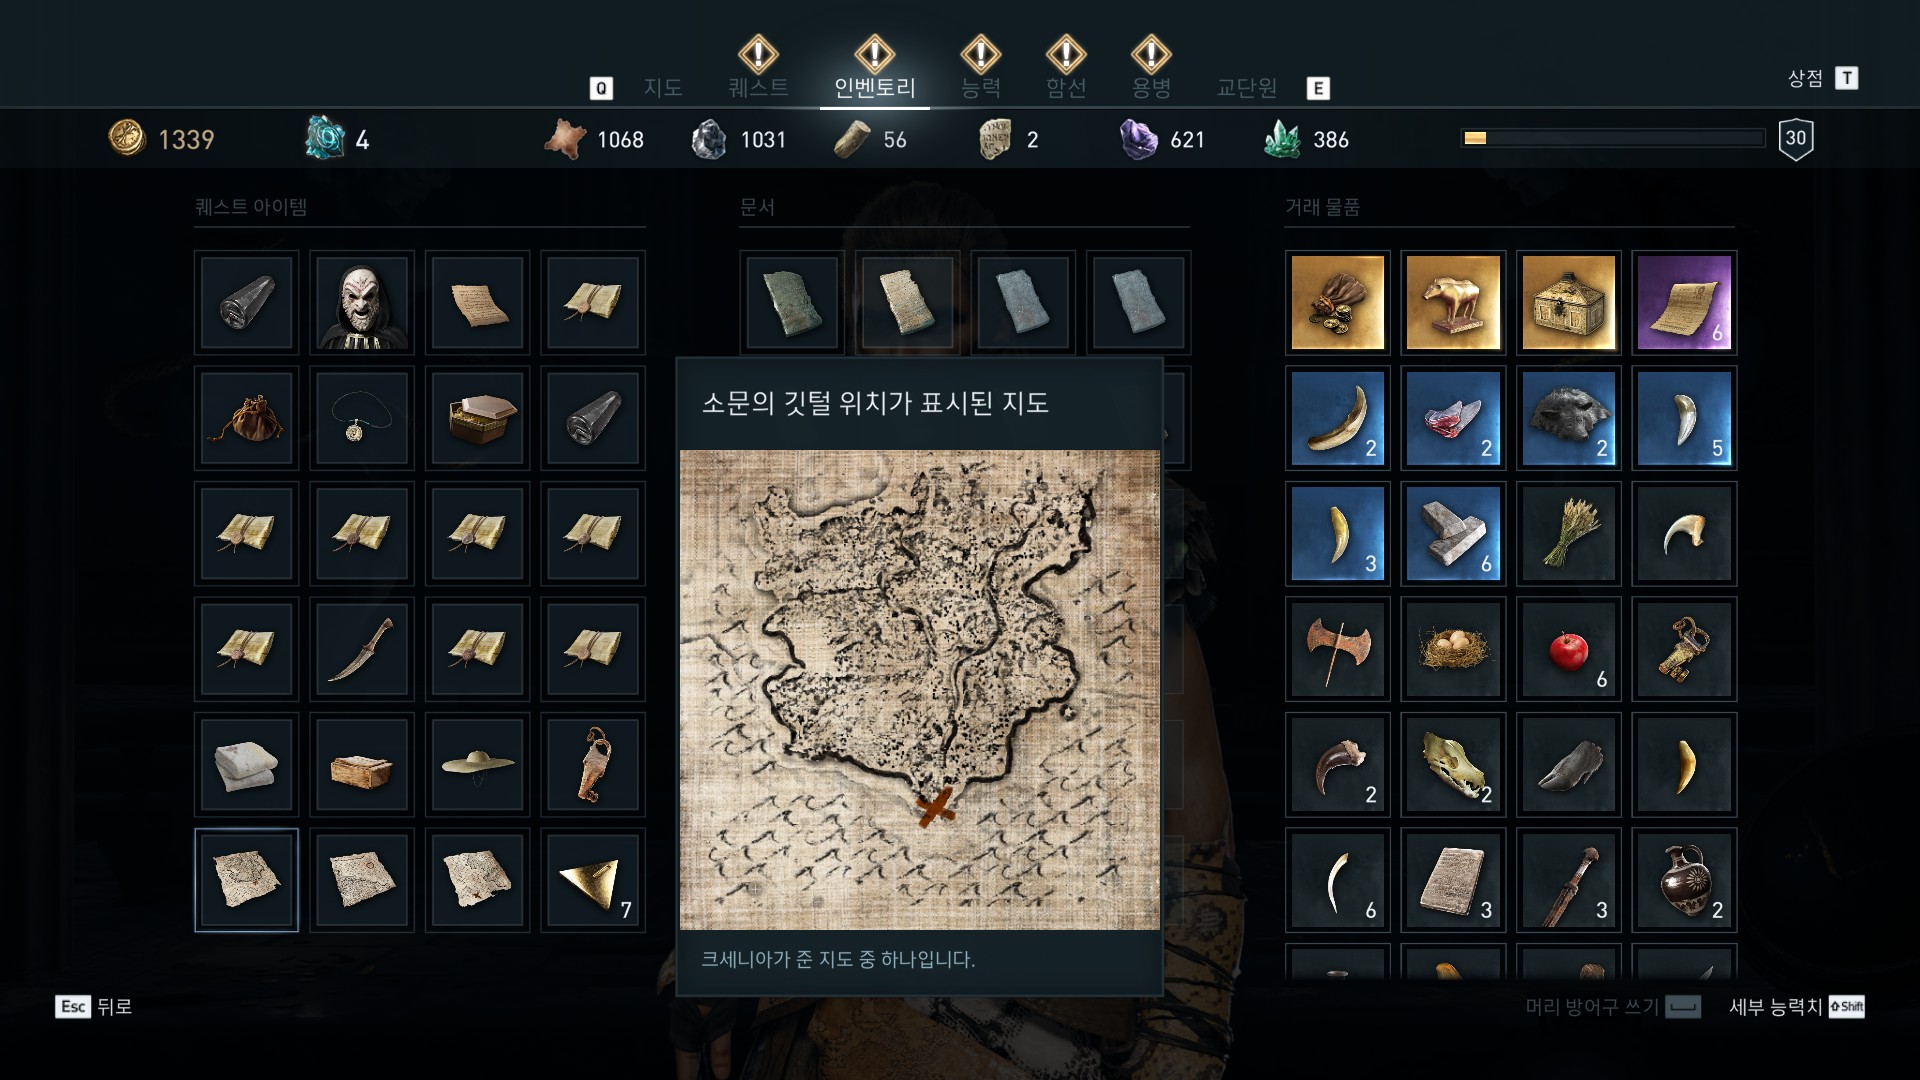 Q 지도 퀘스트 인벤토리 능력 함선 용병 교단원 E
상점 T
1339 4 1068 1031 56 2 621 386 30
퀘스트 아이템
문서
거래 물품
6
2 2 2 5
3 6
6
2 2
7
6 3 3 2
소문의 깃털 위치가 표시된 지도
크세니아가 준 지도 중 하나입니다.
Esc 뒤로
머리 방어구 쓰기
세부 능력치 Shift